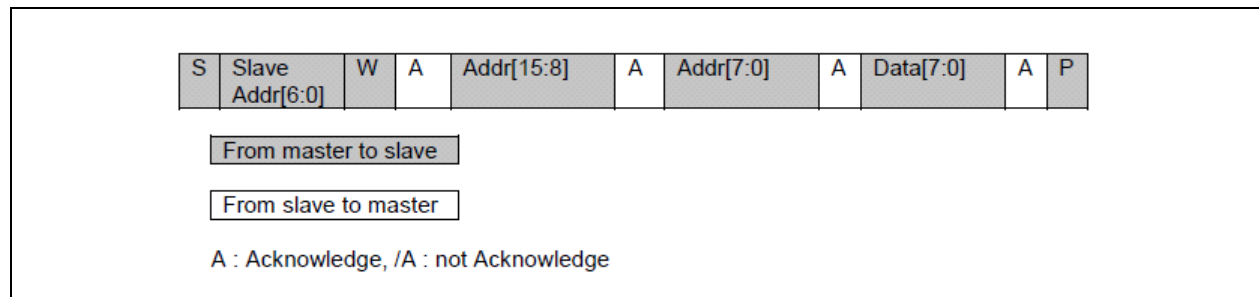 S Slave W A Addr[15:8] A Addr[7:0] A Data[7:0] A P
Addr[6:0]
From master to slave
From slave to master
A : Acknowledge, /A : not Acknowledge